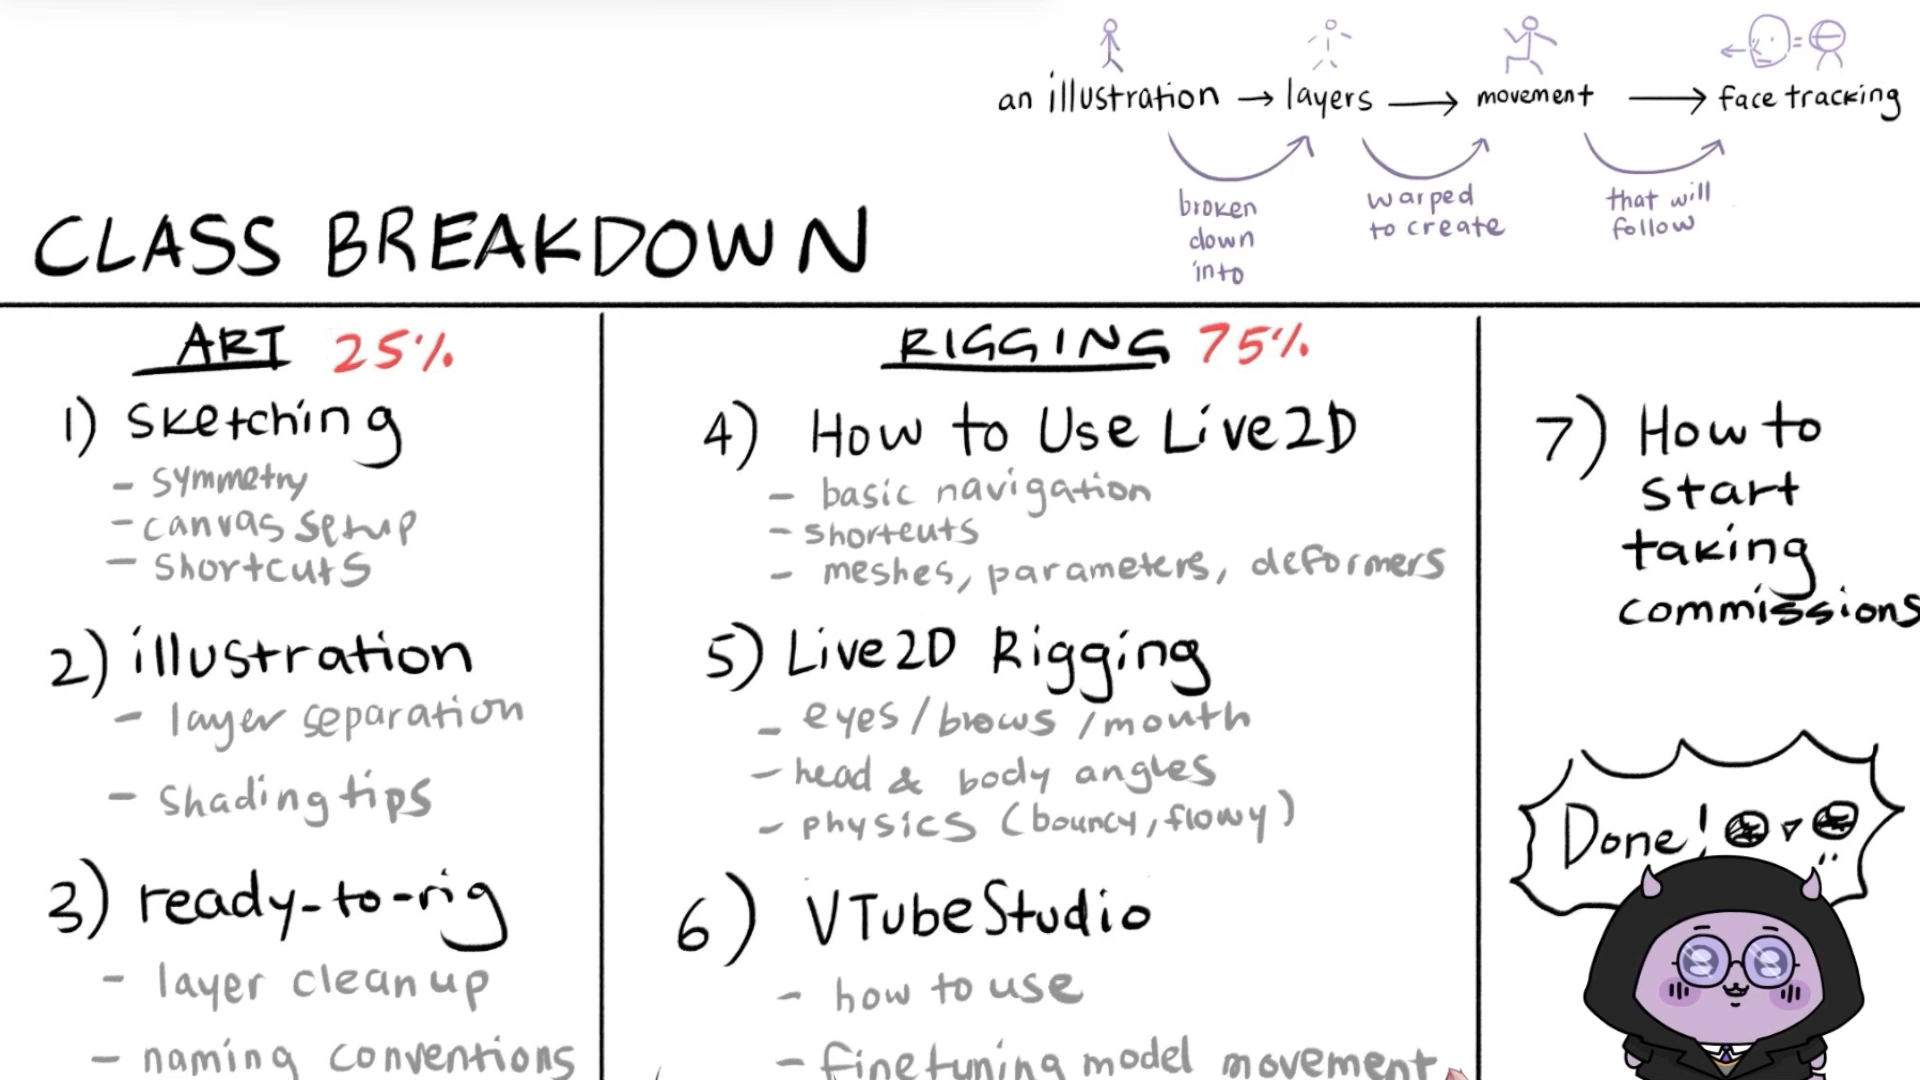 an illustration → layers → movement → face tracking
broken
down
into
warped
to create
that will
follow
CLASS BREAKDOWN
ART 25%
1) sketching
- symmetry
- canvas setup
- shortcuts
2) illustration
- layer separation
- shading tips
3) ready-to-rig
- layer clean up
- naming conventions
RIGGING 75%
4) How to Use Live2D
- basic navigation
- shortcuts
- meshes, parameters, deformers
5) Live2D Rigging
- eyes/brows/mouth
- head & body angles
- physics (bouncy, flowy)
6) VTubeStudio
- how to use
- finetuning model movement
7) How to
start
taking
commissions
Done!